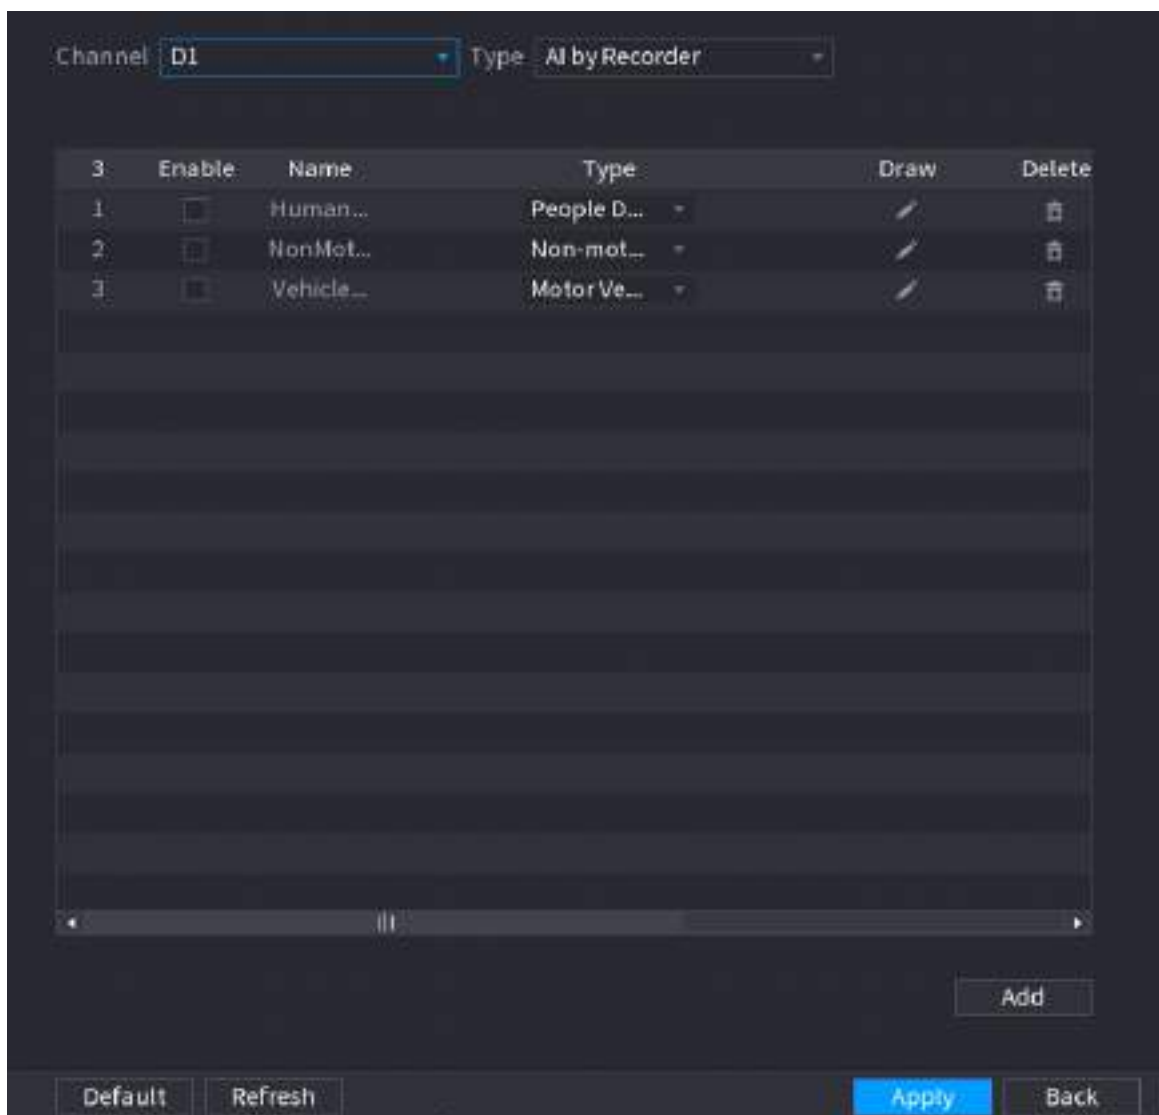 Channel D1 Type AI by Recorder
3 Enable Name Type Draw Delete
1 Human... People D...
2 NonMot... Non-mot...
3 Vehicle... Motor Ve...
Add
Default Refresh Apply Back